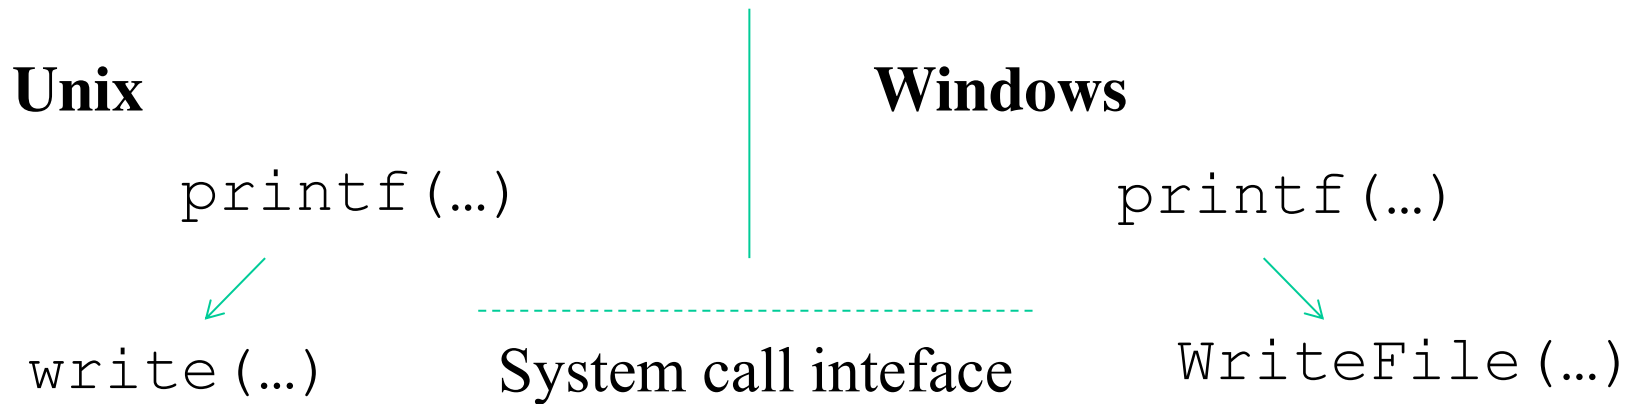 Unix
Windows
printf(…)
printf(…)
write(…)
System call inteface
WriteFile(…)